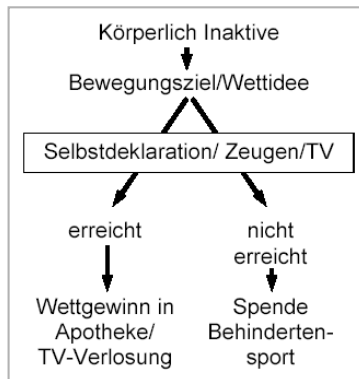 Körperlich Inaktive
Bewegungsziel/Wettidee
Selbstdeklaration/ Zeugen/TV
erreicht
nicht
erreicht
Wettgewinn in
Apotheke/
TV-Verlosung
Spende
Behinderten-
sport